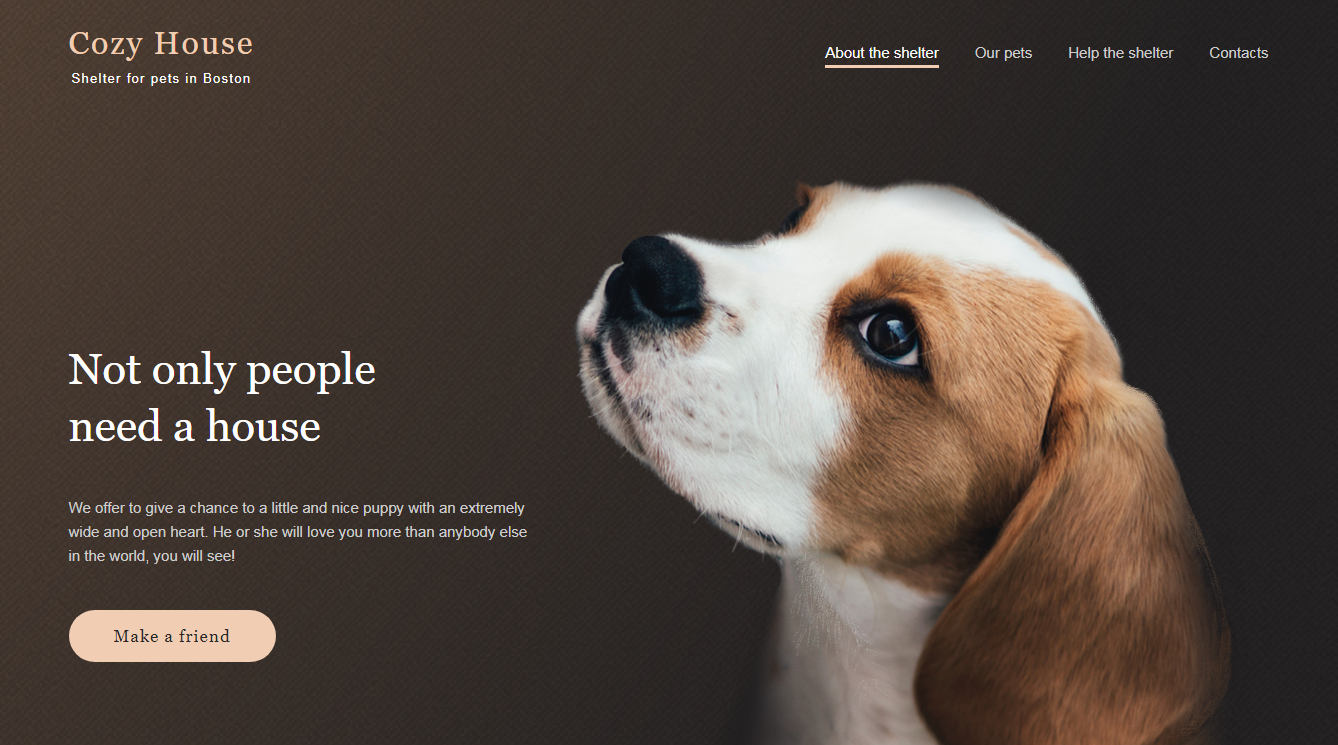 Cozy House
Shelter for pets in Boston
About the shelter
Our pets
Help the shelter
Contacts
Not only people
need a house
We offer to give a chance to a little and nice puppy with an extremely
wide and open heart. He or she will love you more than anybody else
in the world, you will see!
Make a friend